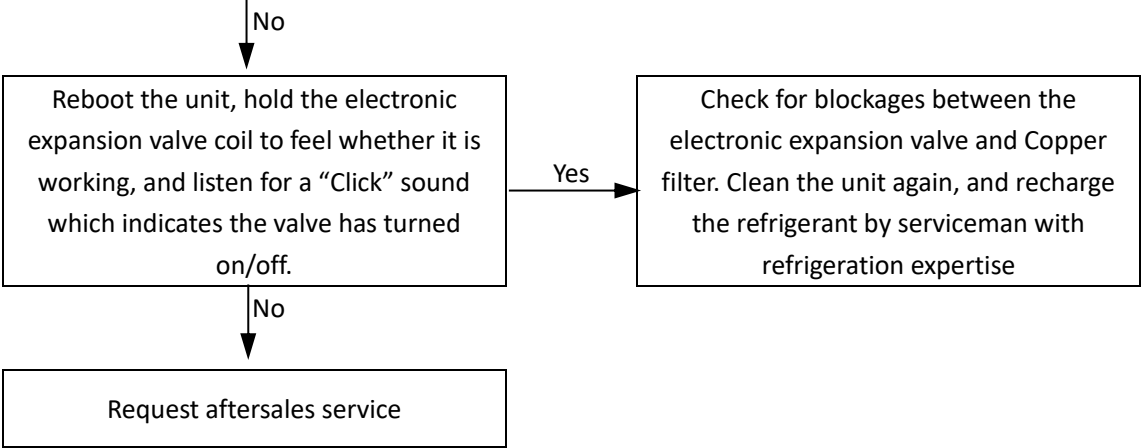 No
Reboot the unit, hold the electronic
expansion valve coil to feel whether it is
working, and listen for a “Click” sound
which indicates the valve has turned
on/off.
Yes
Check for blockages between the
electronic expansion valve and Copper
filter. Clean the unit again, and recharge
the refrigerant by serviceman with
refrigeration expertise
No
Request aftersales service